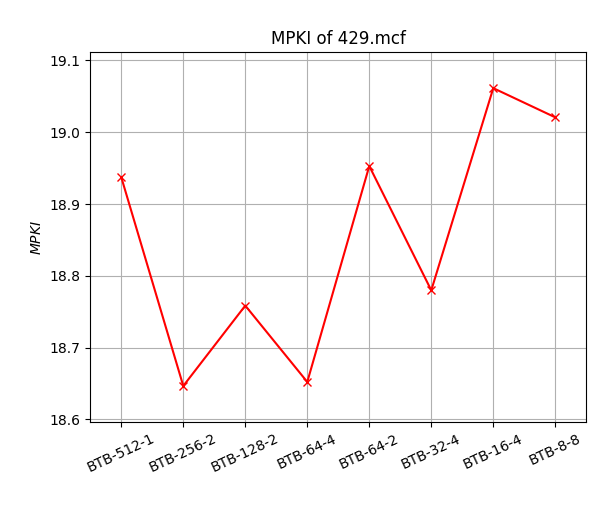 MPKI of 429.mcf
19.1
19.0
18.9
18.8
18.7
18.6
MPKI
BTB-512-1
BTB-256-2
BTB-128-2
BTB-64-4
BTB-64-2
BTB-32-4
BTB-16-4
BTB-8-8